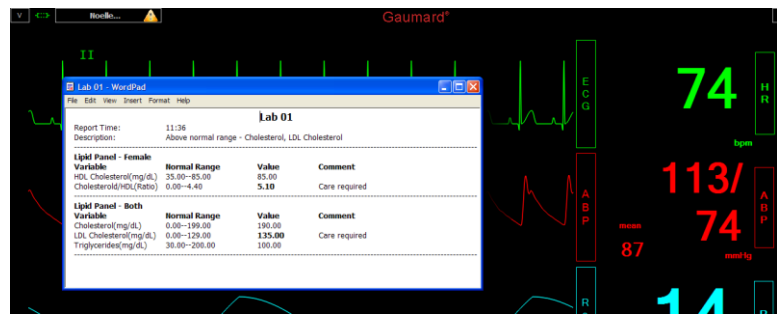 V Noelle... Gaumard®
II
Lab 01 - WordPad
File Edit View Insert Format Help
Lab 01
Report Time: 11:36
Description: Above normal range - Cholesterol, LDL Cholesterol
Lipid Panel - Female
Variable Normal Range Value Comment
HDL Cholesterol(mg/dL) 35.00--85.00 85.00
Cholesterold/HDL(Ratio) 0.00--4.40 5.10 Care required
Lipid Panel - Both
Variable Normal Range Value Comment
Cholesterol(mg/dL) 0.00--199.00 190.00
LDL Cholesterol(mg/dL) 0.00--129.00 135.00 Care required
Triglycerides(mg/dL) 30.00--200.00 100.00
ECG
74
HR
bpm
ABP
113/
74
mean
87
mmHg
ABP
R
14